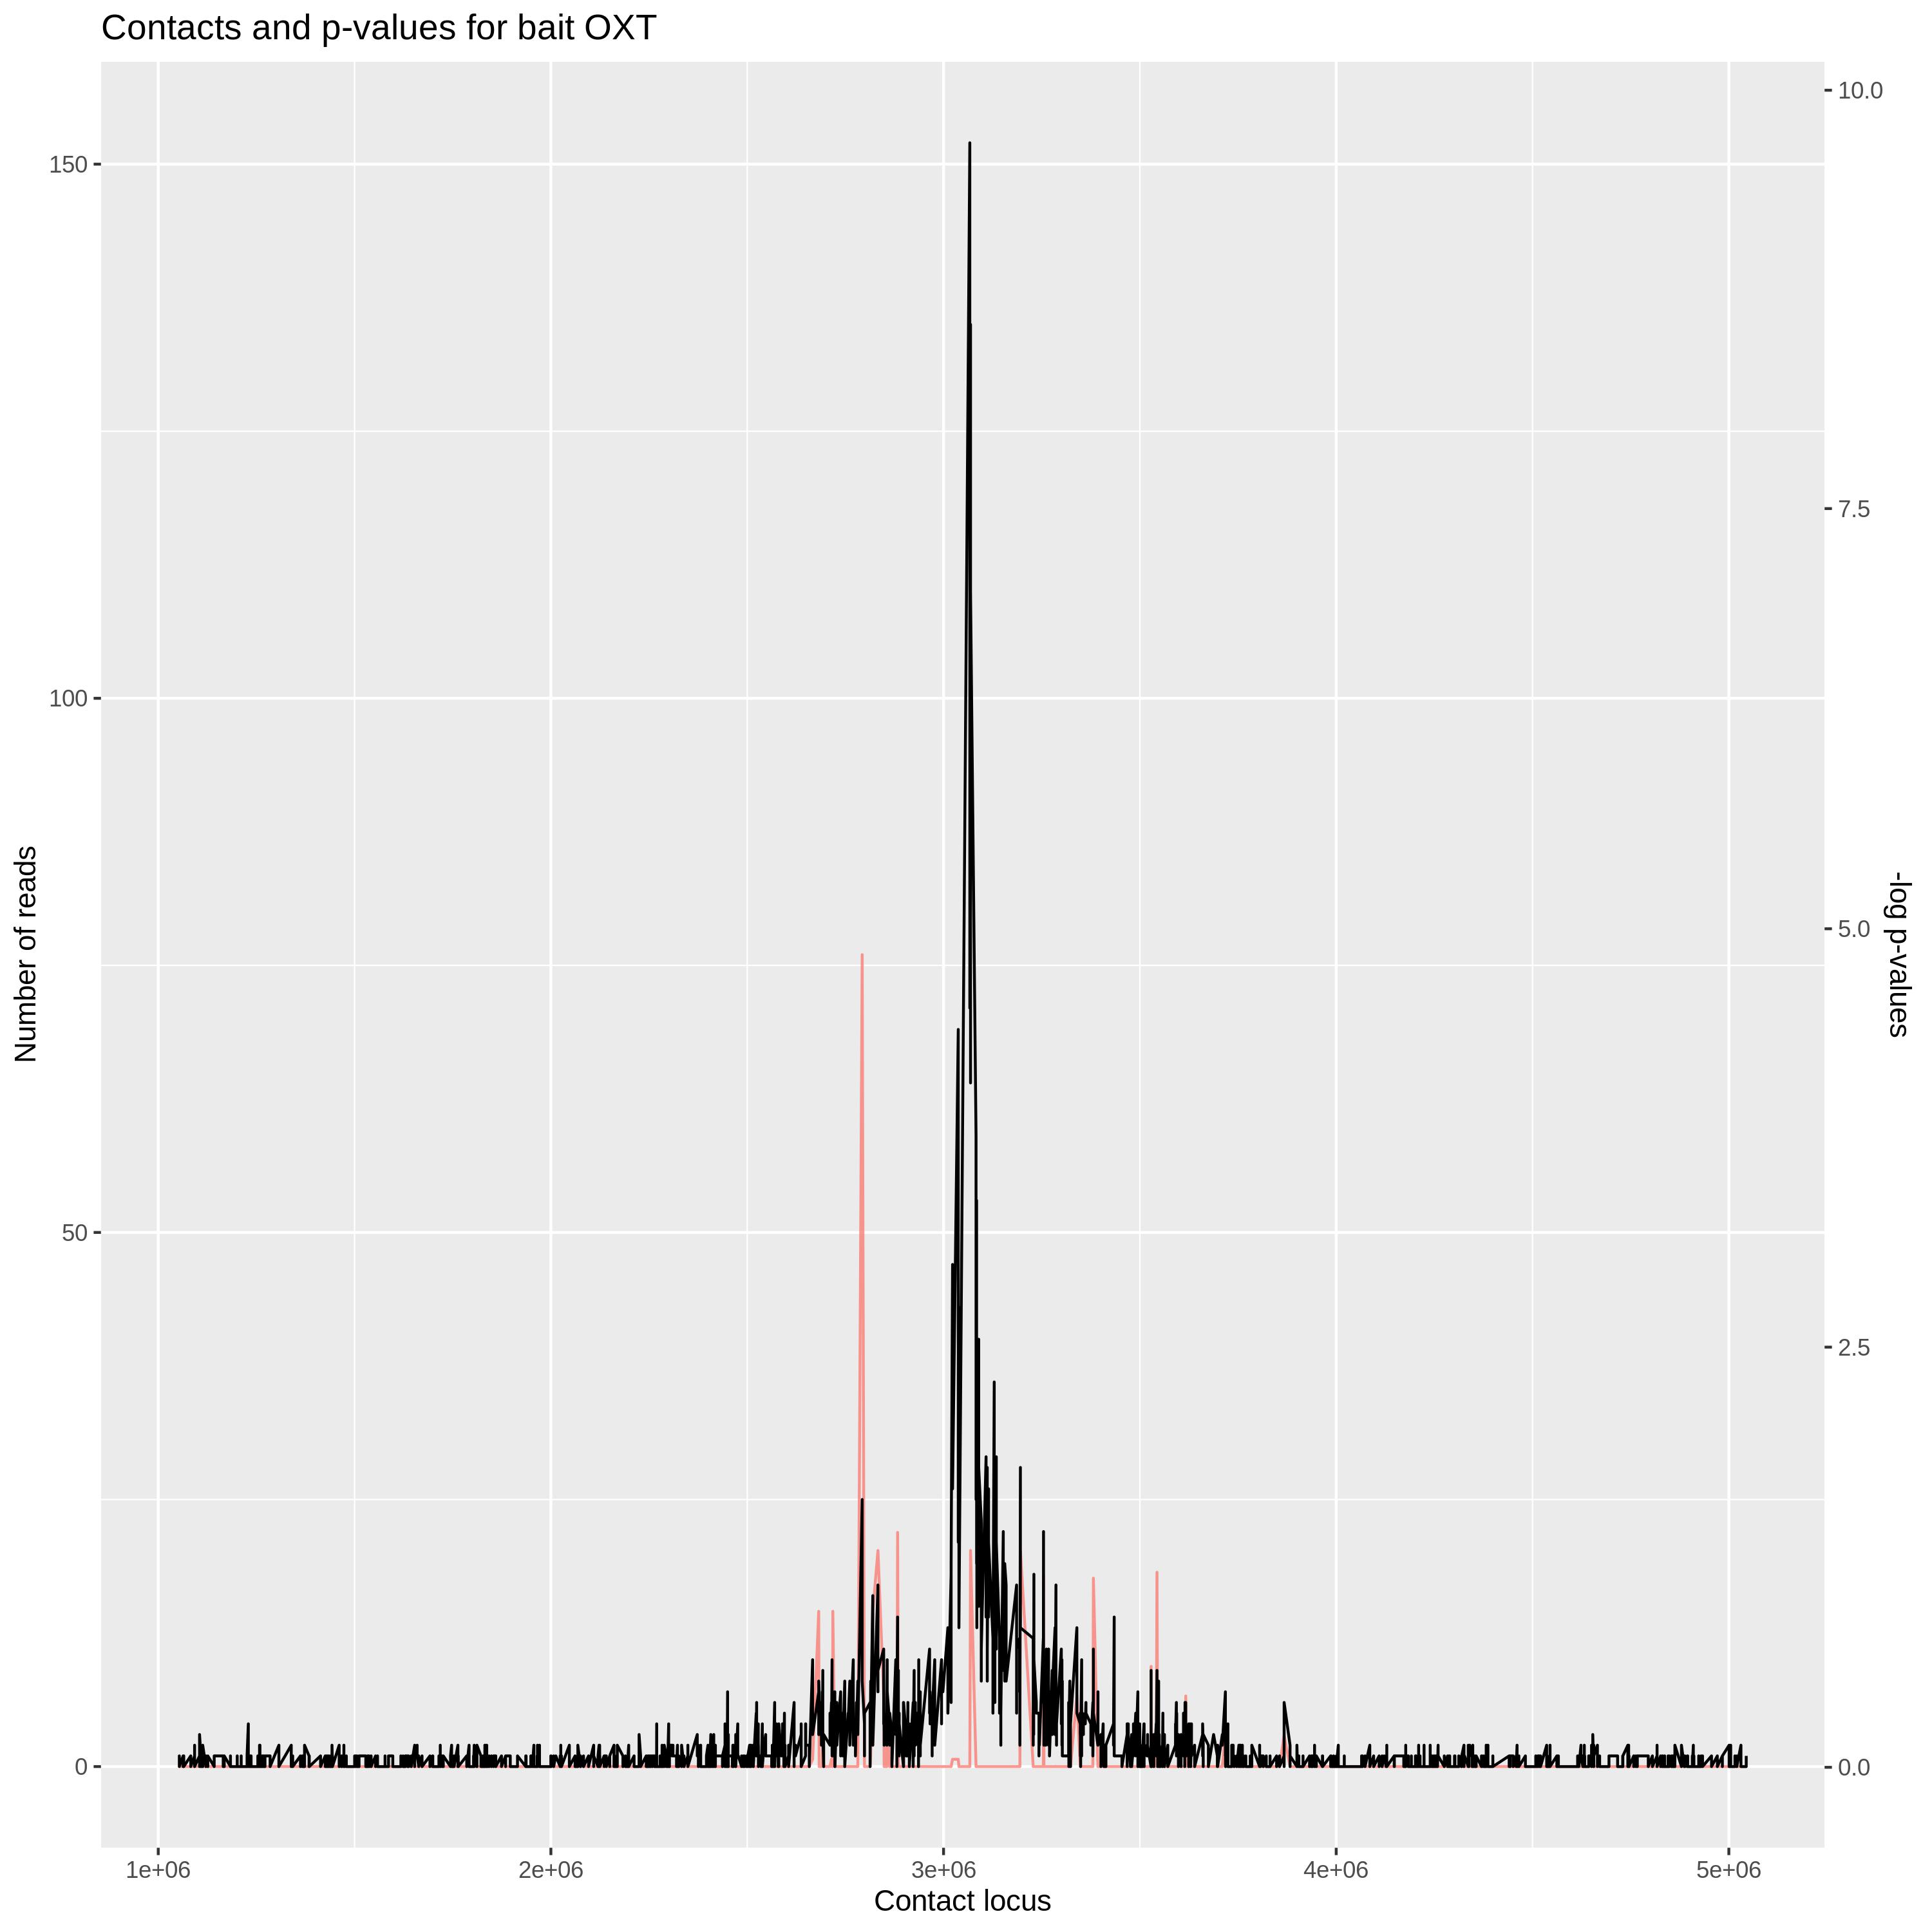 Contacts and p-values for bait OXT
150
100
50
0
Number of reads
10.0
7.5
5.0
2.5
0.0
-log p-values
1e+06 2e+06 3e+06 4e+06 5e+06
Contact locus